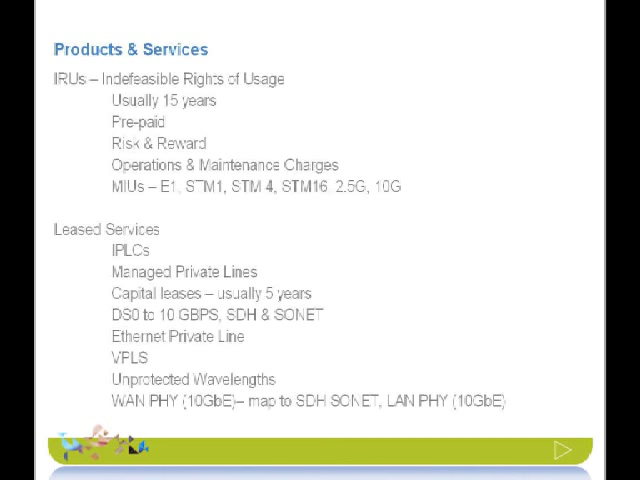 Products & Services
IRUs – Indefeasible Rights of Usage
Usually 15 years
Pre-paid
Risk & Reward
Operations & Maintenance Charges
MIUs – E1, STM1, STM 4, STM16, 2.5G, 10G
Leased Services
IPLCs
Managed Private Lines
Capital leases – usually 5 years
DS0 to 10 GBPS, SDH & SONET
Ethernet Private Line
VPLS
Unprotected Wavelengths
WAN PHY (10GbE)– map to SDH SONET, LAN PHY (10GbE)